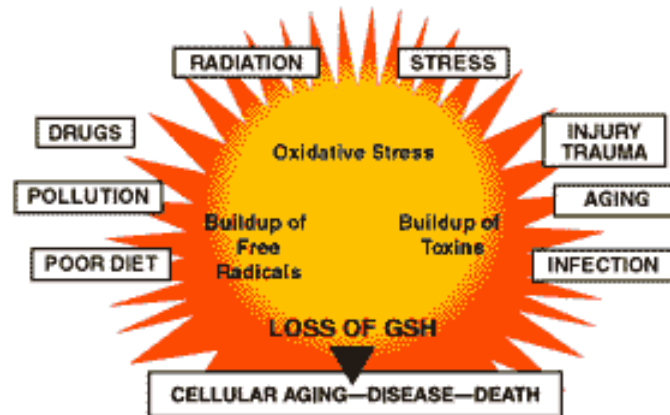 RADIATION
STRESS
DRUGS
INJURY
TRAUMA
Oxidative Stress
POLLUTION
AGING
Buildup of
Free
Radicals
Buildup of
Toxins
POOR DIET
INFECTION
LOSS OF GSH
CELLULAR AGING—DISEASE—DEATH